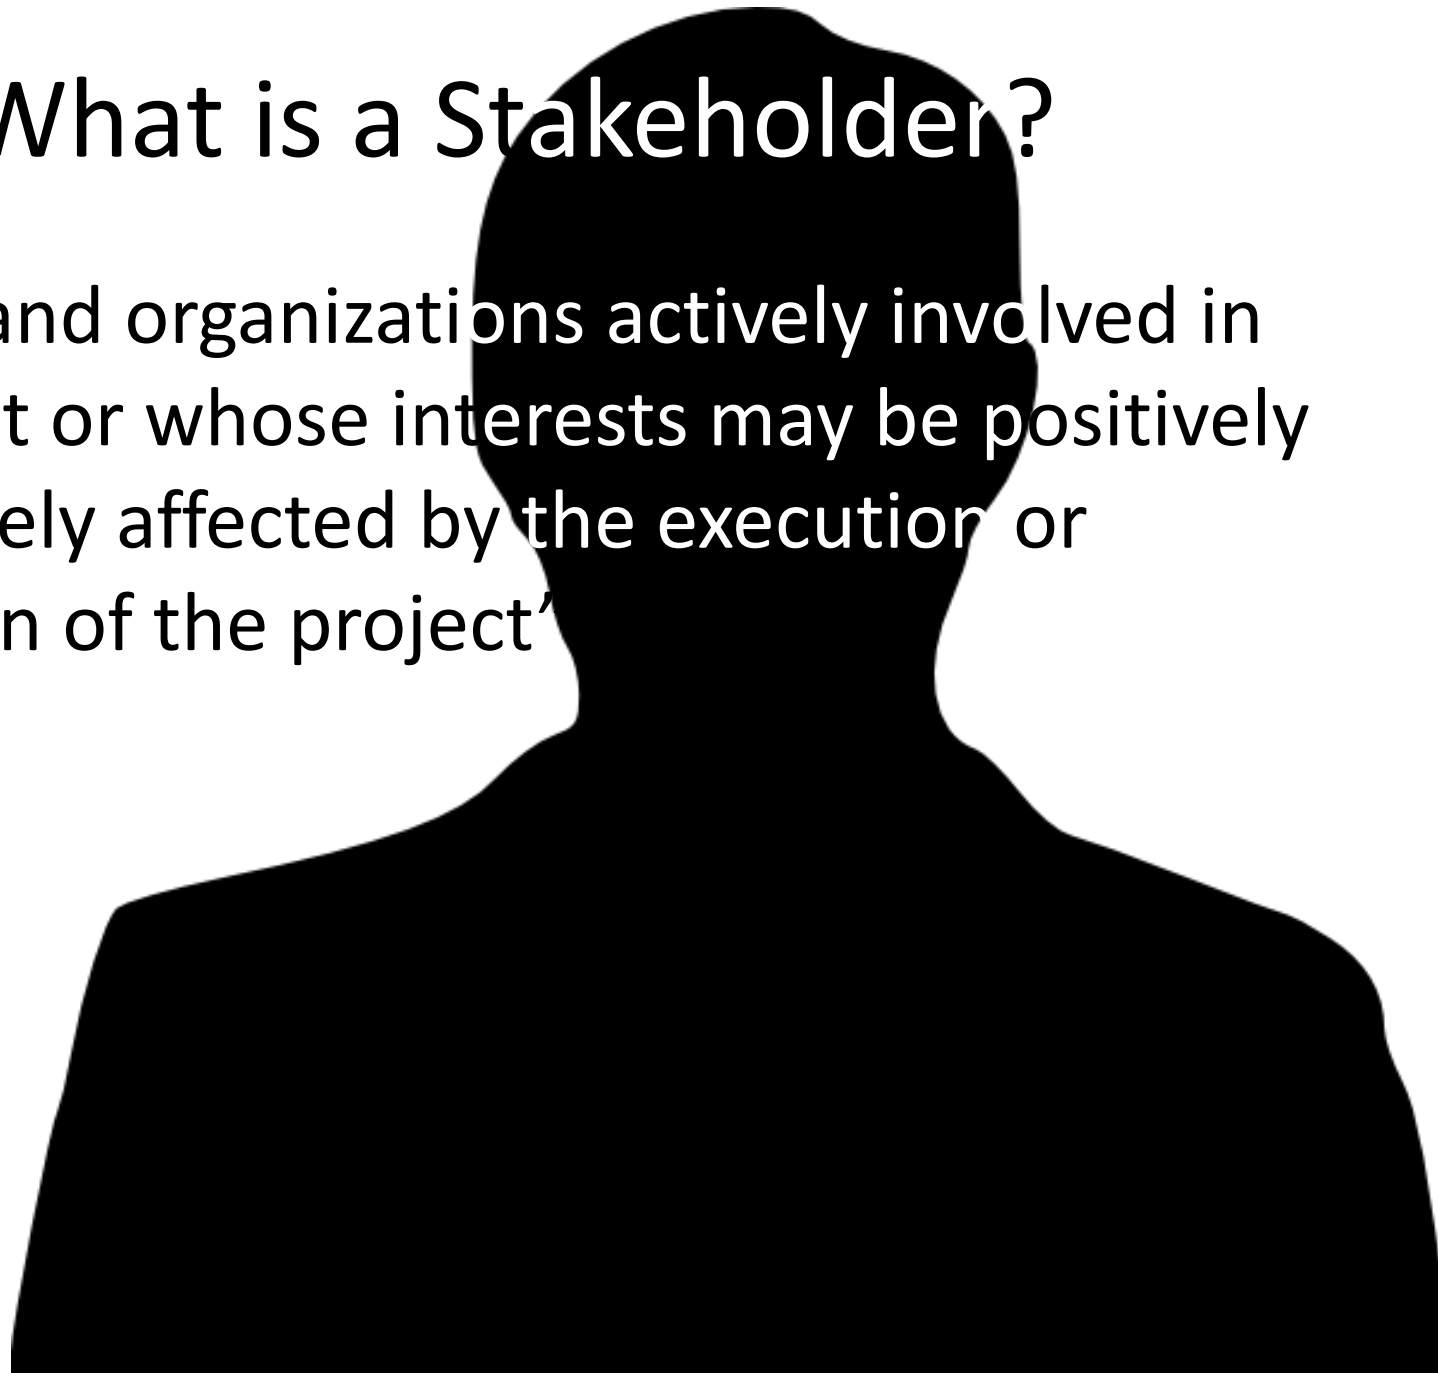 What is a Stakeholder?
and organizations actively involved in
t or whose interests may be positively
ely affected by the execution or
n of the project’